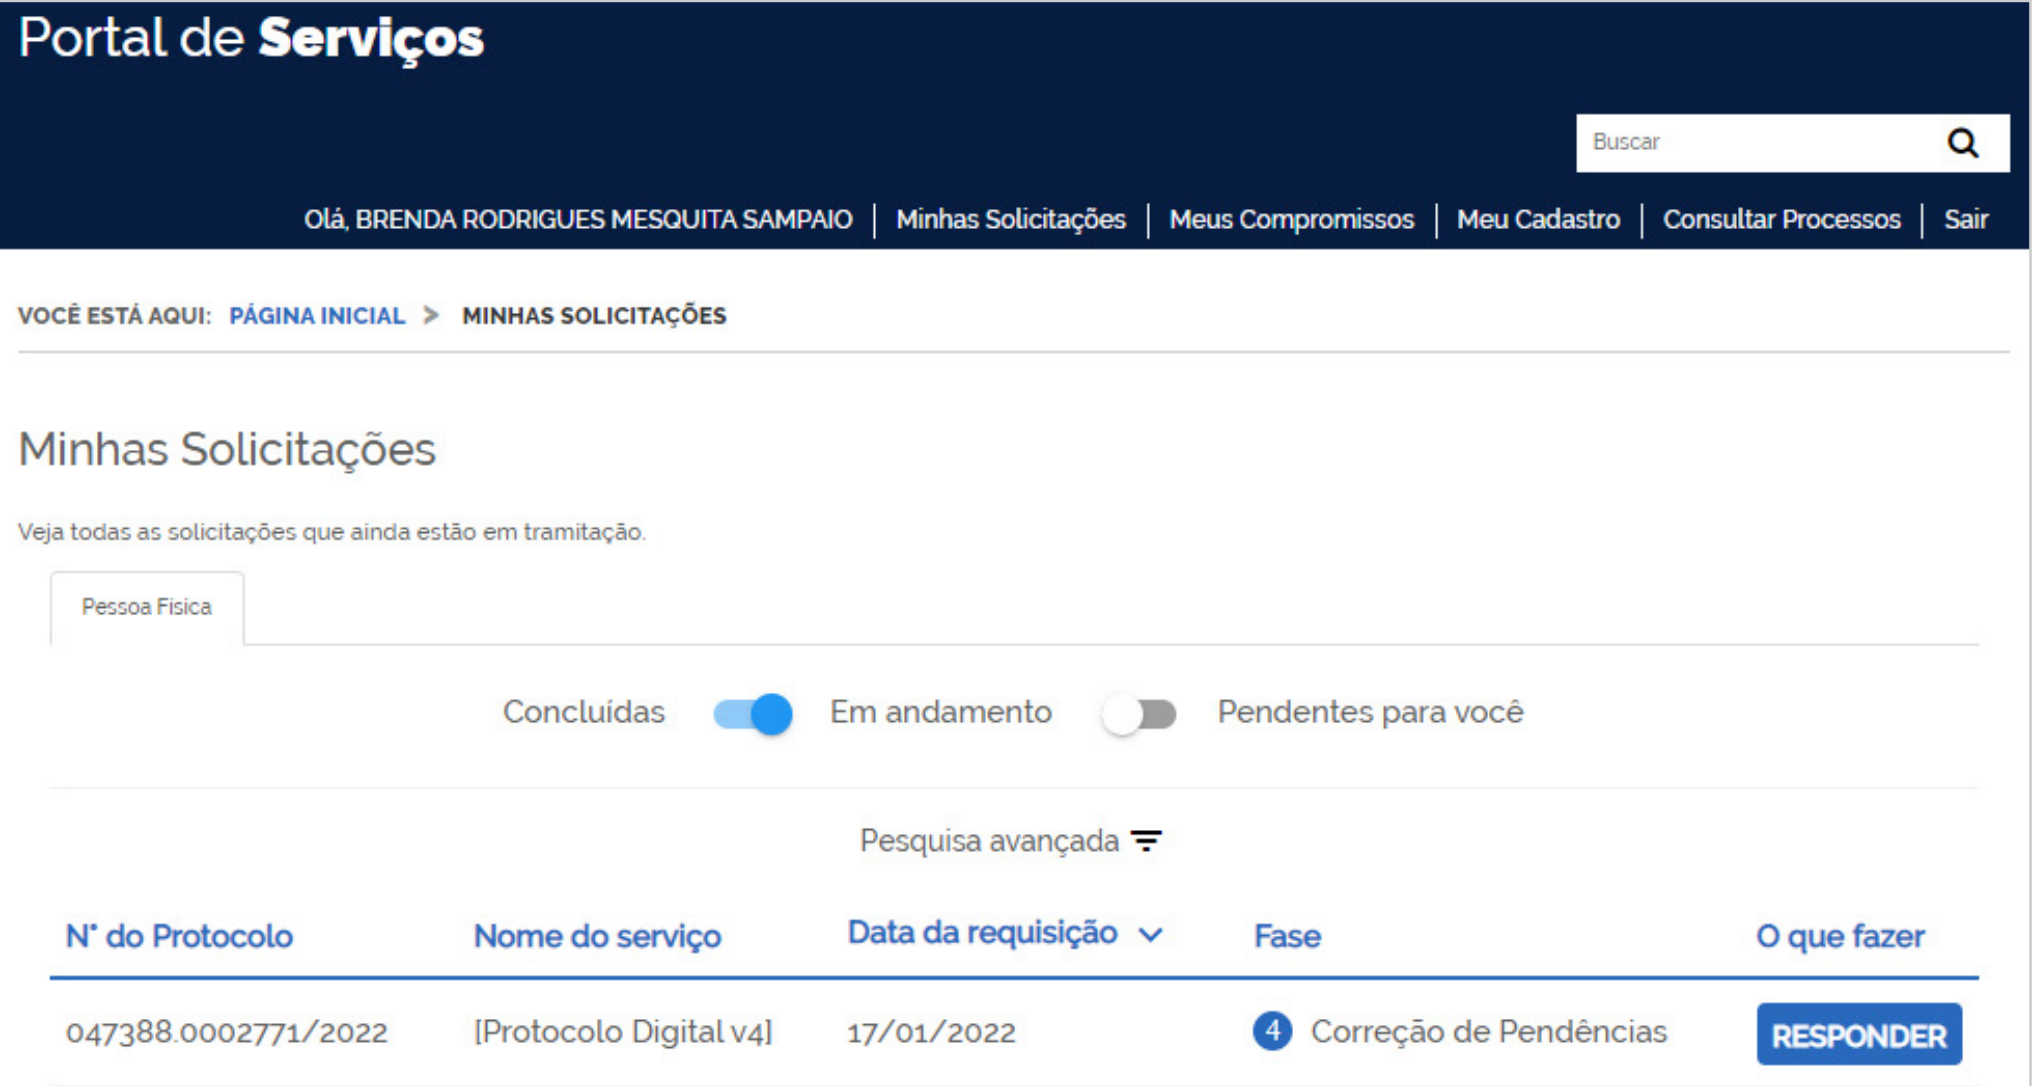 Portal de Serviços
Buscar
Olá, BRENDA RODRIGUES MESQUITA SAMPAIO | Minhas Solicitações | Meus Compromissos | Meu Cadastro | Consultar Processos | Sair
VOCÊ ESTÁ AQUI: PÁGINA INICIAL > MINHAS SOLICITAÇÕES
Minhas Solicitações
Veja todas as solicitações que ainda estão em tramitação.
Pessoa Física
Concluídas Em andamento Pendentes para você
Pesquisa avançada
N° do Protocolo Nome do serviço Data da requisição Fase O que fazer
047388.0002771/2022 [Protocolo Digital v4] 17/01/2022 4 Correção de Pendências RESPONDER